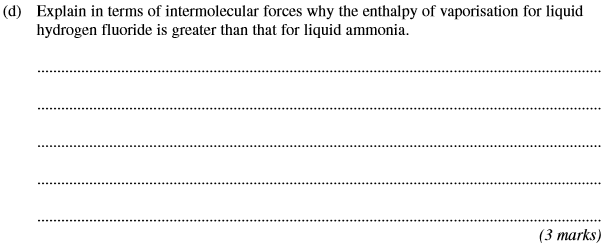 (d) Explain in terms of intermolecular forces why the enthalpy of vaporisation for liquid
hydrogen fluoride is greater than that for liquid ammonia.
....................................................................................................
....................................................................................................
....................................................................................................
....................................................................................................
....................................................................................................
(3 marks)